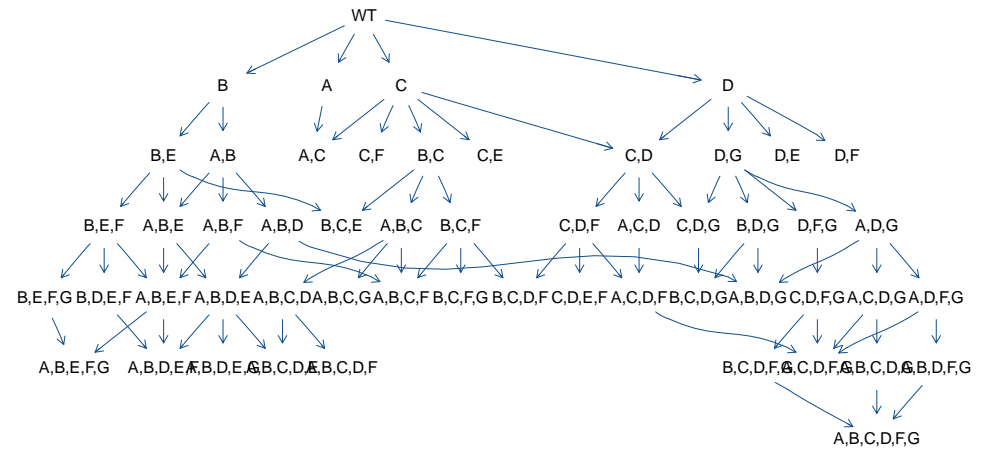 WT
B A C D
B,E A,B A,C C,F B,C C,E C,D D,G D,E D,F
B,E,F A,B,E A,B,F A,B,D B,C,E A,B,C B,C,F C,D,F A,C,D C,D,G B,D,G D,F,G A,D,G
B,E,F,G B,D,E,F A,B,E,F A,B,D,E A,B,C,D A,B,C,G A,B,C,F B,C,F,G B,C,D,F C,D,E,F A,C,D,F B,C,D,G A,B,D,G C,D,F,G A,C,D,G A,D,F,G
A,B,E,F,G A,B,D,E,F A,B,D,E,G A,B,C,D,E A,B,C,D,F B,C,D,F,G A,C,D,F,G A,B,C,D,G A,B,D,F,G
A,B,C,D,F,G